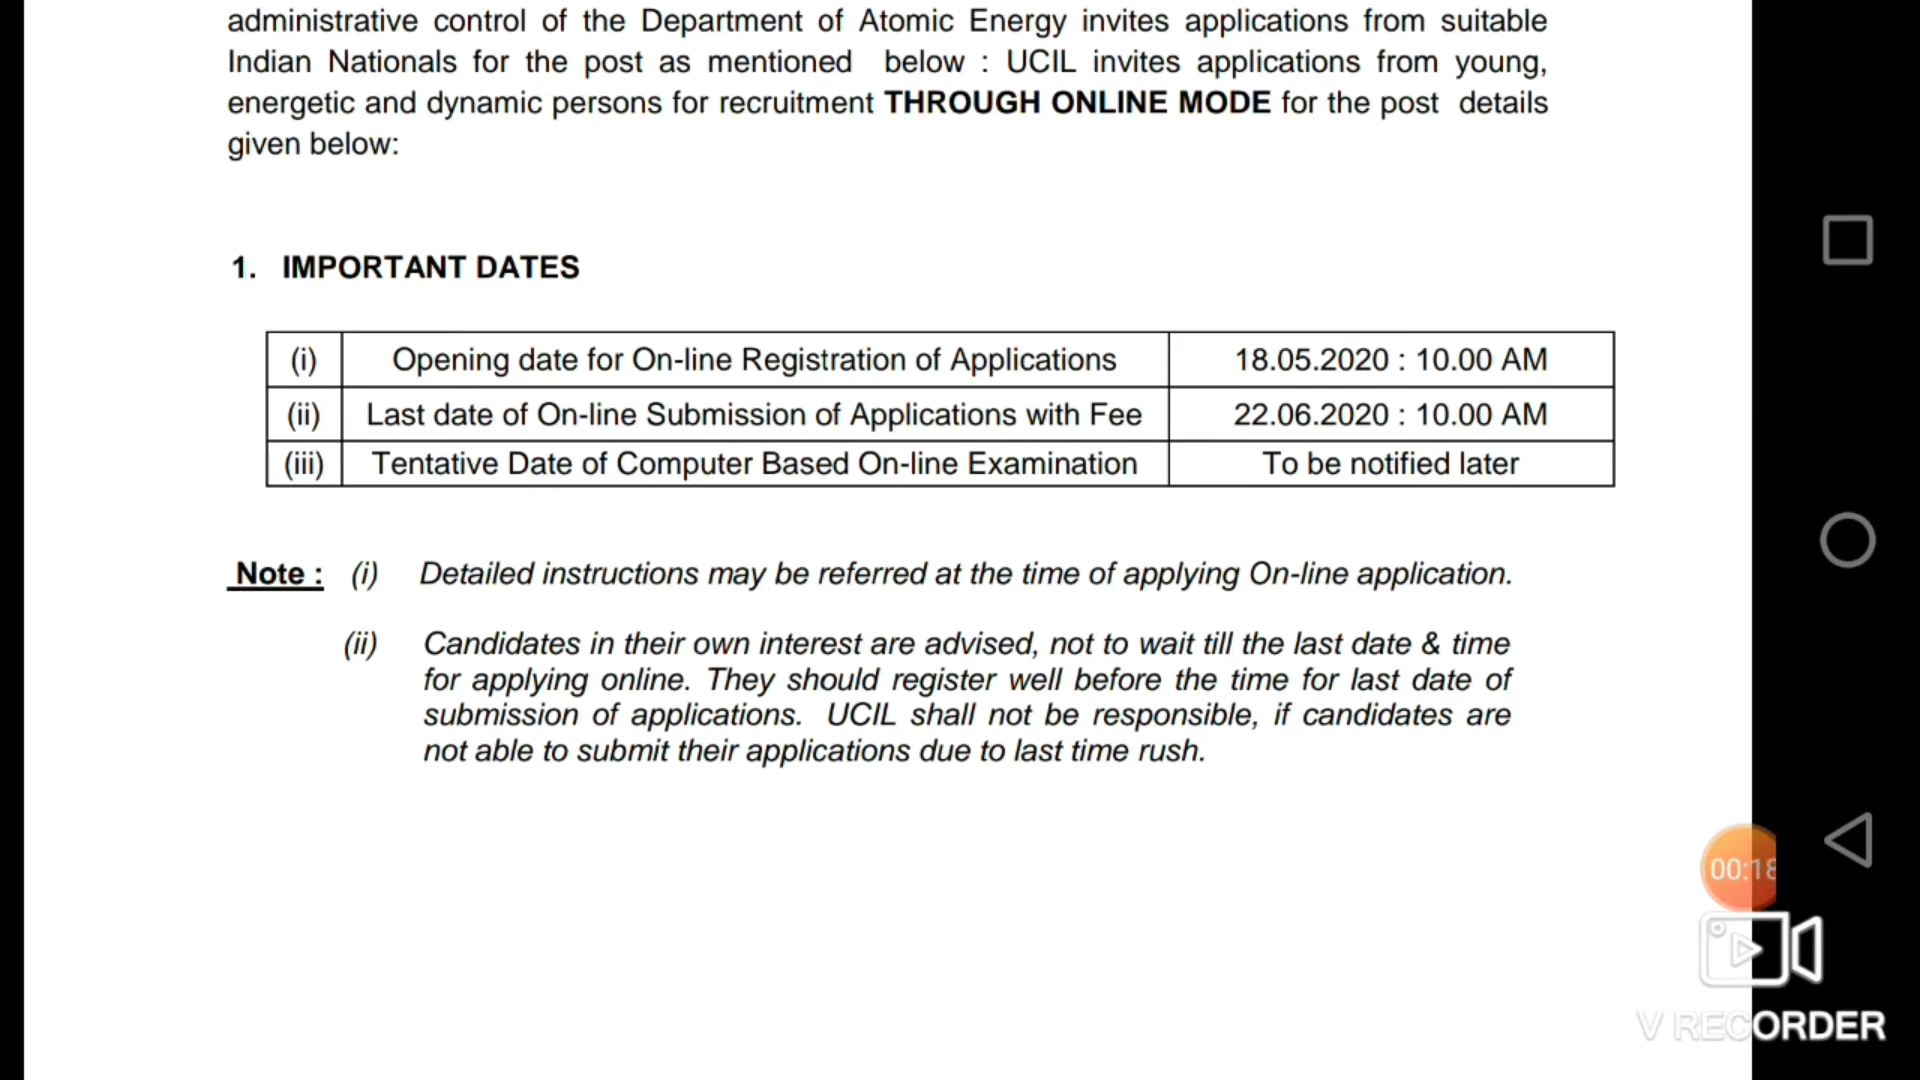 administrative control of the Department of Atomic Energy invites applications from suitable
Indian Nationals for the post as mentioned below : UCIL invites applications from young,
energetic and dynamic persons for recruitment THROUGH ONLINE MODE for the post details
given below:
1. IMPORTANT DATES
(i) Opening date for On-line Registration of Applications 18.05.2020 : 10.00 AM
(ii) Last date of On-line Submission of Applications with Fee 22.06.2020 : 10.00 AM
(iii) Tentative Date of Computer Based On-line Examination To be notified later
Note : (i) Detailed instructions may be referred at the time of applying On-line application.
(ii) Candidates in their own interest are advised, not to wait till the last date & time
for applying online. They should register well before the time for last date of
submission of applications. UCIL shall not be responsible, if candidates are
not able to submit their applications due to last time rush.
00:18
V RECORDER